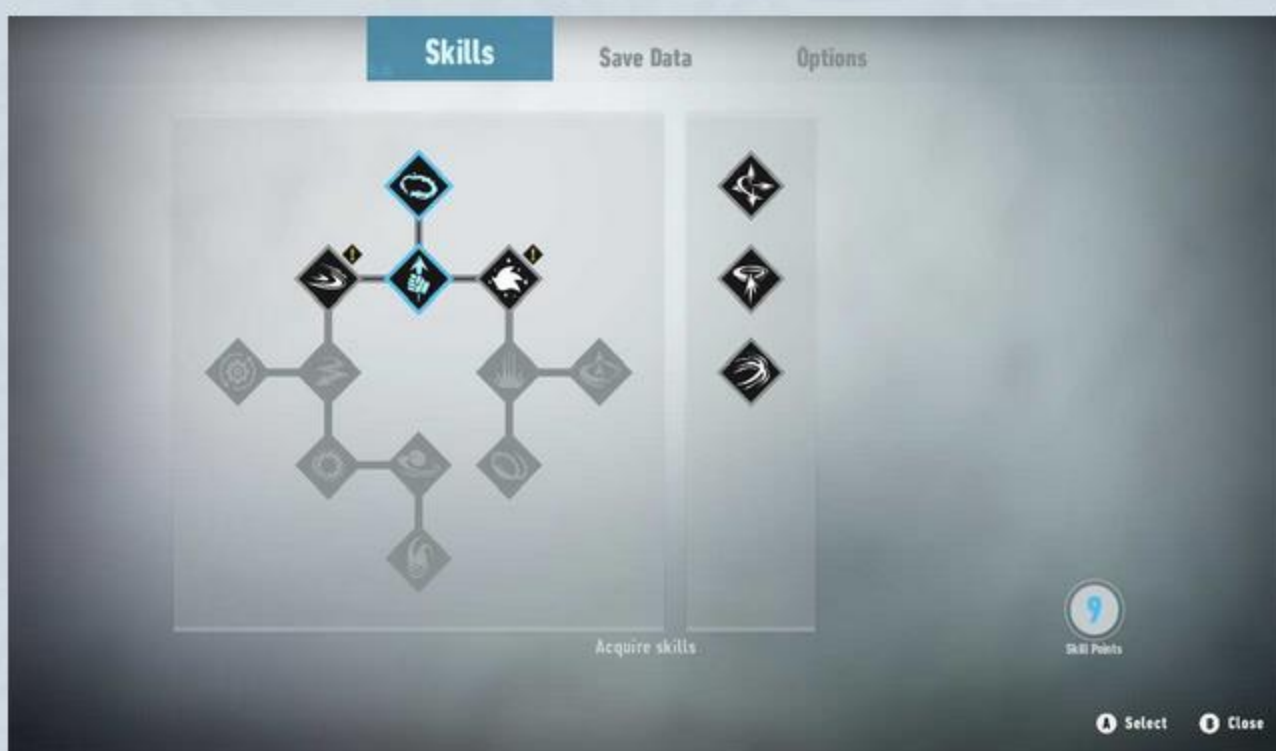 Skills
Save Data
Options
!
!
Acquire skills
9
Skill Points
A Select
B Close